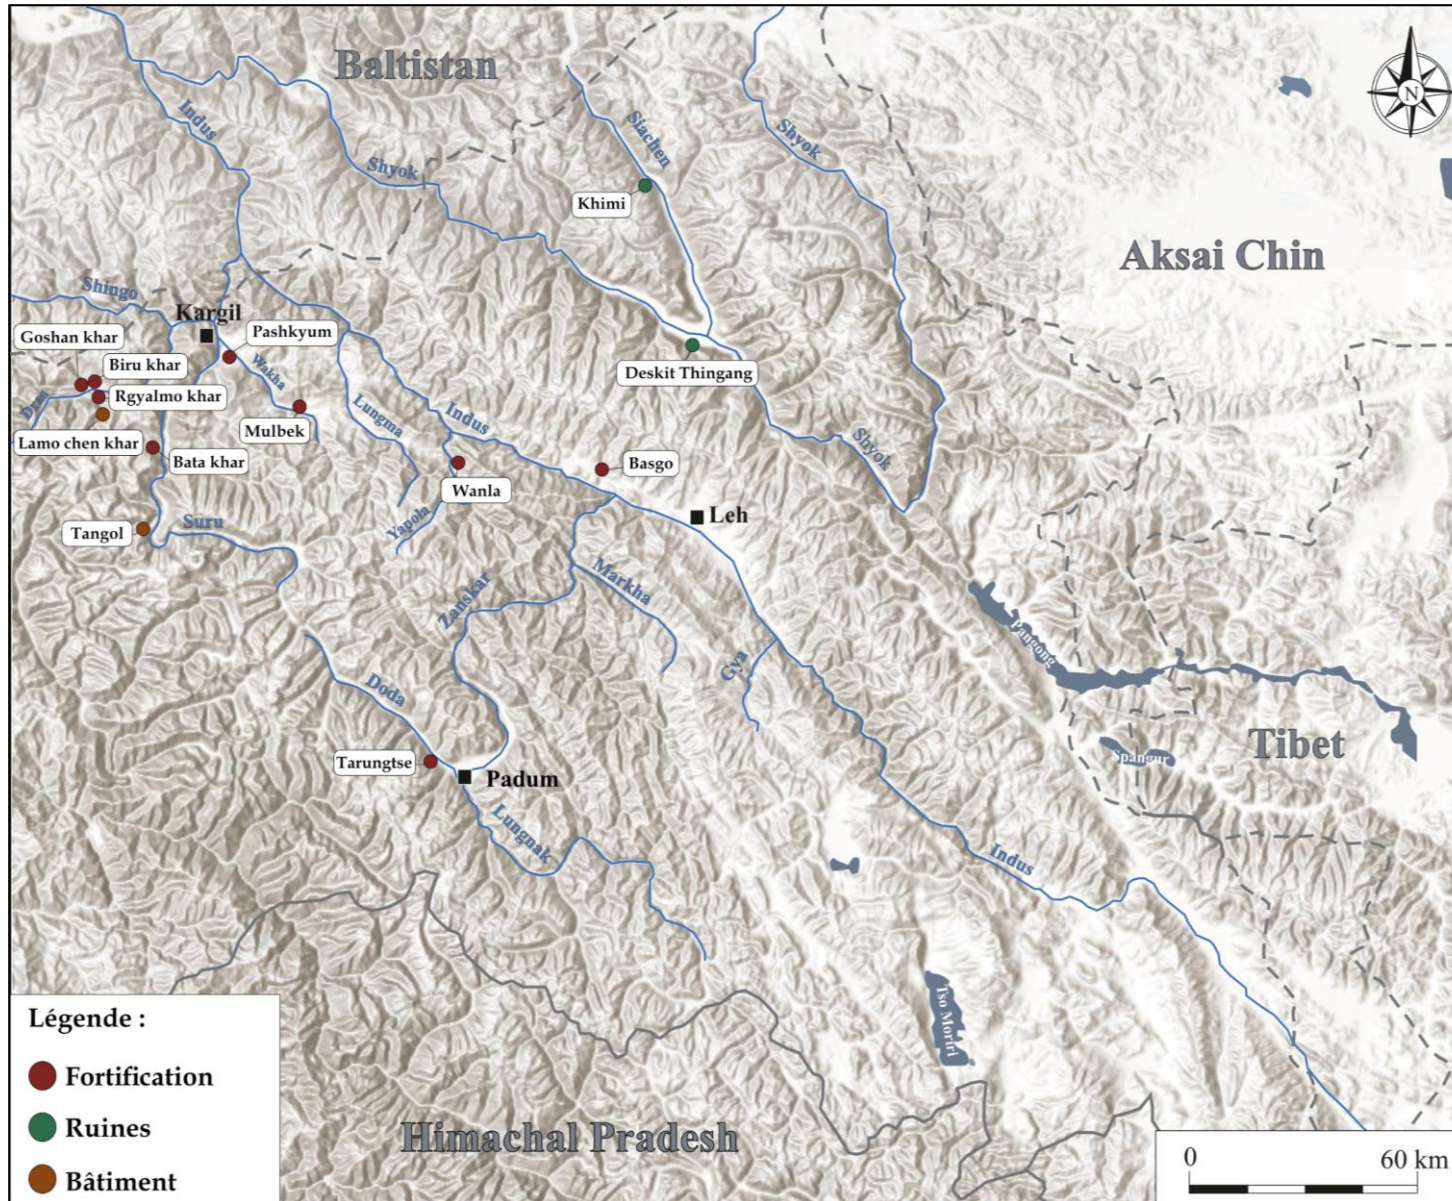 Baltistan
Indus
Shyok
Siachen
Shyok
N
Khimi
Aksai Chin
Shingo
Kargil
Goshan khar
Pashkyum
Biru khar
Wakha
Deskit Thingang
Rgyalmo khar
Dras
Lungma
Indus
Lamo chen khar
Mulbek
Shyok
Bata khar
Basgo
Wanla
Yapola
Suru
Leh
Tangol
Markha
Zanskar
Pangong
Gya
Doda
Tibet
Spangur
Tarungtse
Padum
Lungnak
Indus
Tso Moriri
Légende :
Fortification
Ruines
Bâtiment
Himachal Pradesh
0 60 km